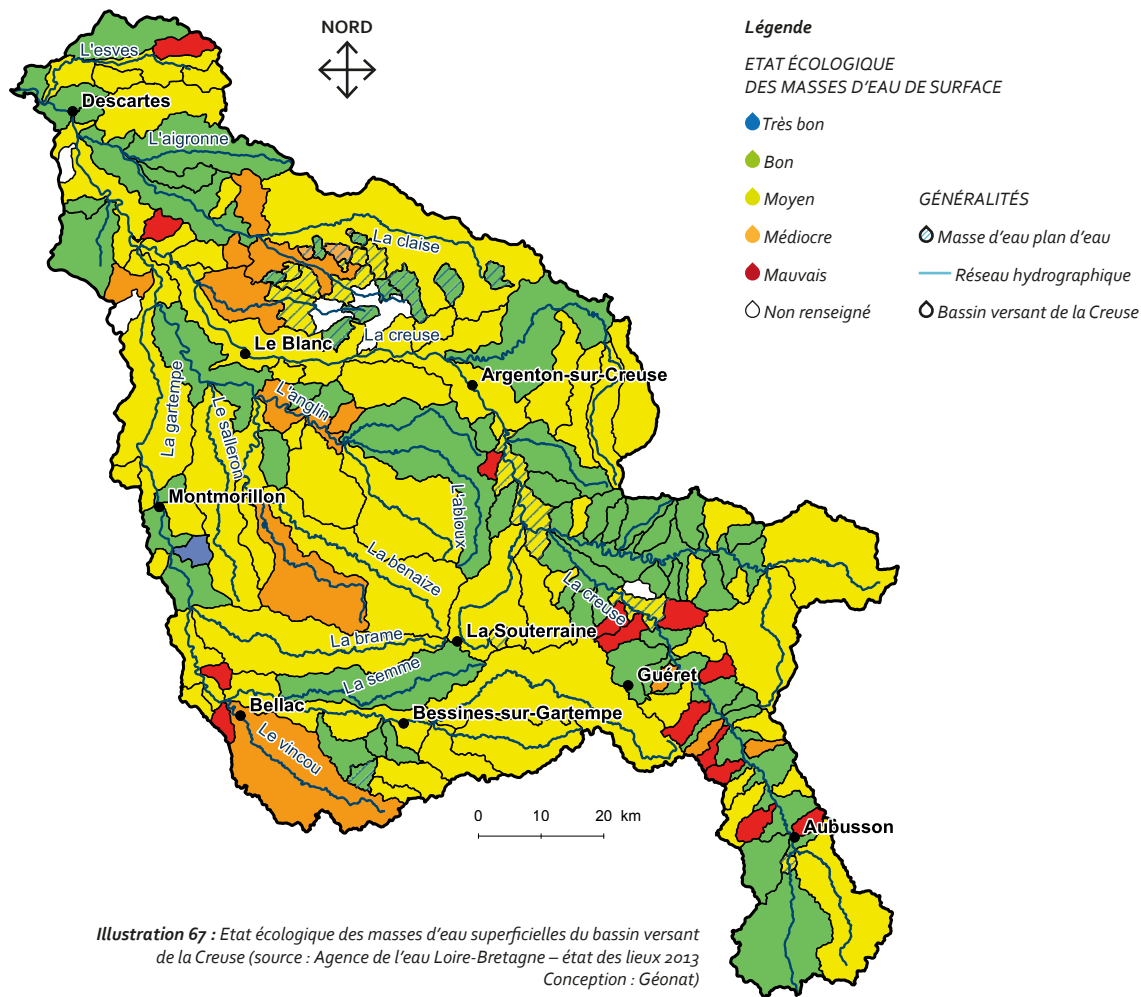 NORD
L'esves
Descartes
L'aigronne
La claise
La creuse
Le Blanc
Argenton-sur-Creuse
L'anglin
La gartempe
Le salleron
Montmorillon
L'abloux
La benaize
La creuse
La brame
La Souterraine
La semme
Guéret
Bellac
Bessines-sur-Gartempe
Le vincou
Aubusson
0 10 20 km
Légende
ETAT ÉCOLOGIQUE
DES MASSES D'EAU DE SURFACE
Très bon
Bon
Moyen
Médiocre
Mauvais
Non renseigné
GÉNÉRALITÉS
Masse d'eau plan d'eau
Réseau hydrographique
Bassin versant de la Creuse
Illustration 67 : Etat écologique des masses d'eau superficielles du bassin versant
de la Creuse (source : Agence de l'eau Loire-Bretagne – état des lieux 2013
Conception : Géonat)